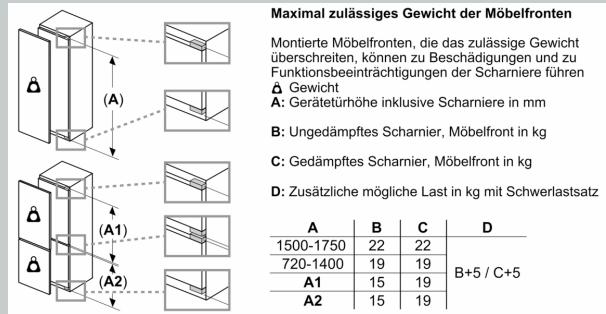 Maximal zulässiges Gewicht der Möbelfronten
Montierte Möbelfronten, die das zulässige Gewicht
überschreiten, können zu Beschädigungen und zu
Funktionsbeeinträchtigungen der Scharniere führen
Gewicht
A: Gerätetürhöhe inklusive Scharniere in mm
B: Ungedämpftes Scharnier, Möbelfront in kg
C: Gedämpftes Scharnier, Möbelfront in kg
D: Zusätzliche mögliche Last in kg mit Schwerlastsatz
(A)
(A1)
(A2)
A B C D
1500-1750 22 22
720-1400 19 19
B+5 / C+5
A1 15 19
A2 15 19